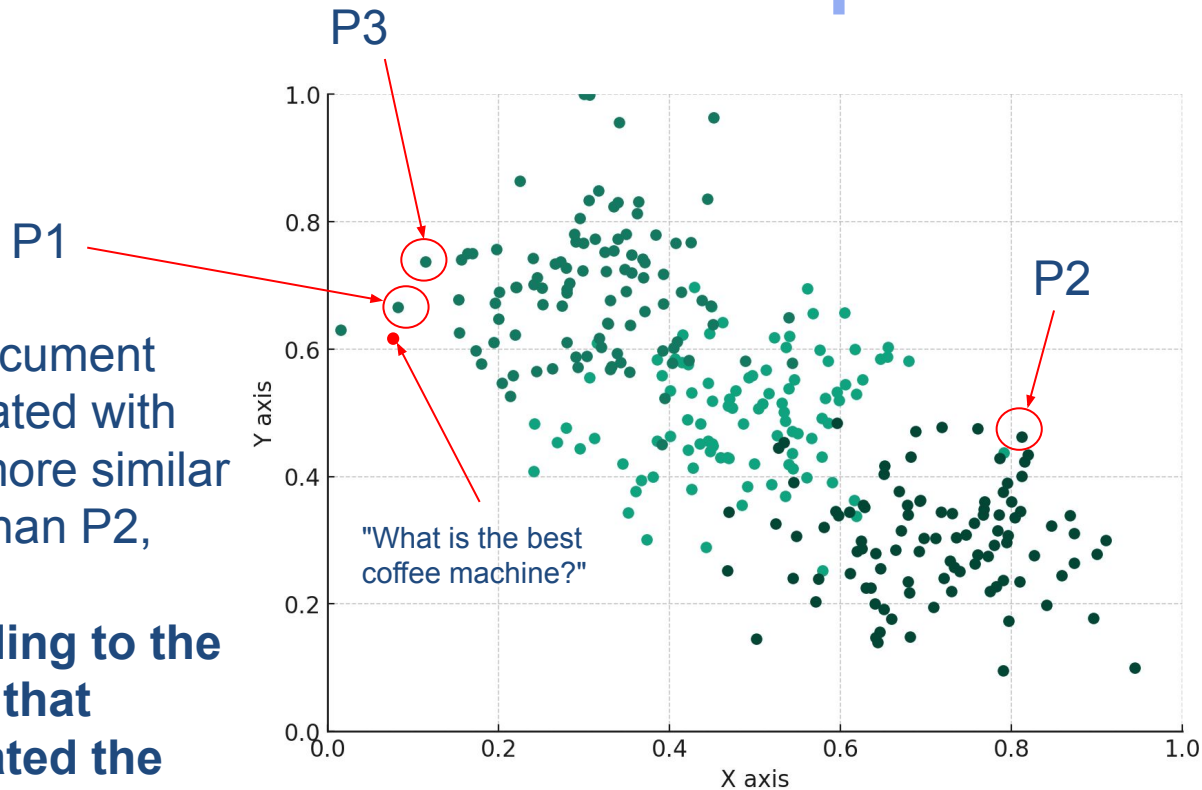 P3
P1
P2
cument
ated with
more similar
han P2,
ling to the
that
ated the
"What is the best
coffee machine?"
Y axis
1.0
0.8
0.6
0.4
0.2
0.0
0.0 0.2 0.4 0.6 0.8 1.0
X axis